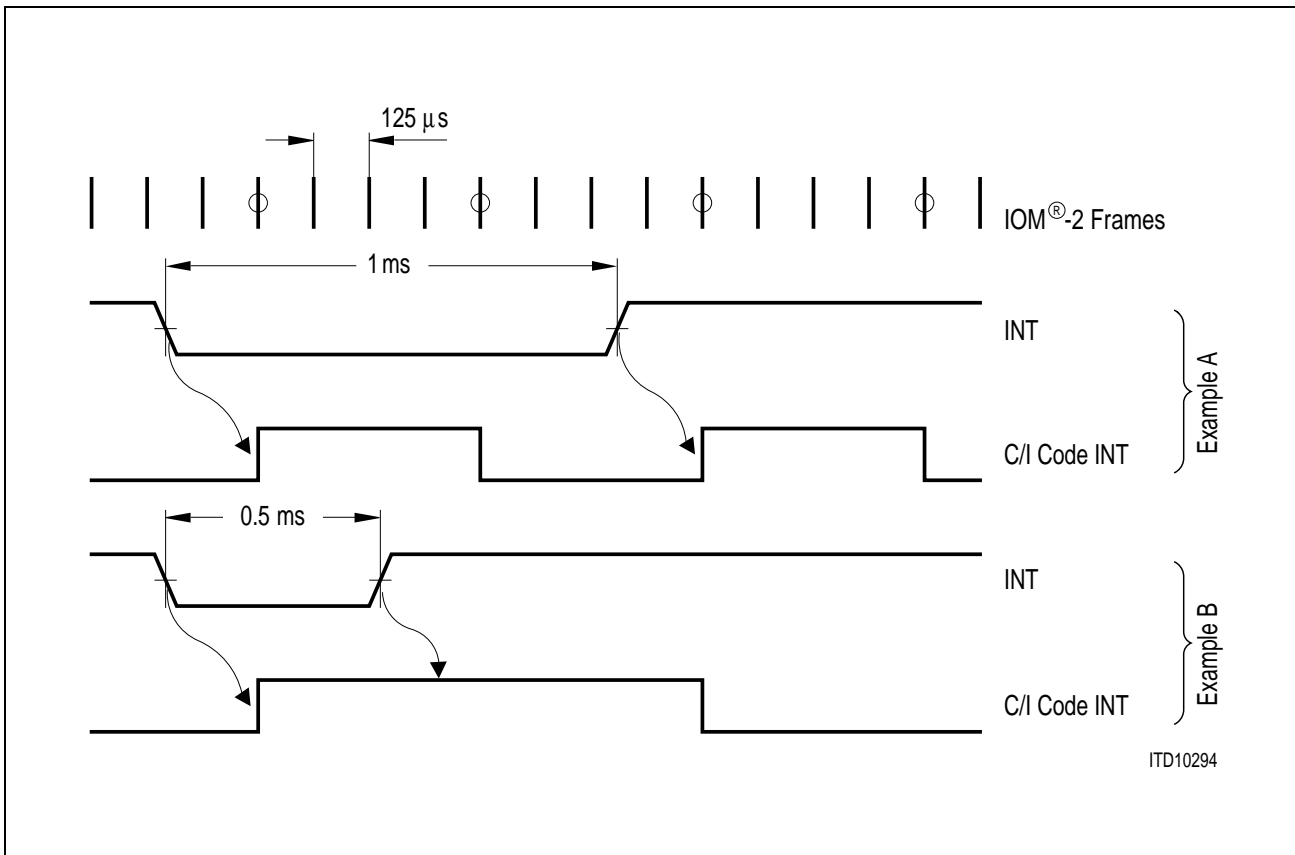 125 µs
IOM®-2 Frames
1 ms
INT
C/I Code INT
Example A
0.5 ms
INT
C/I Code INT
Example B
ITD10294